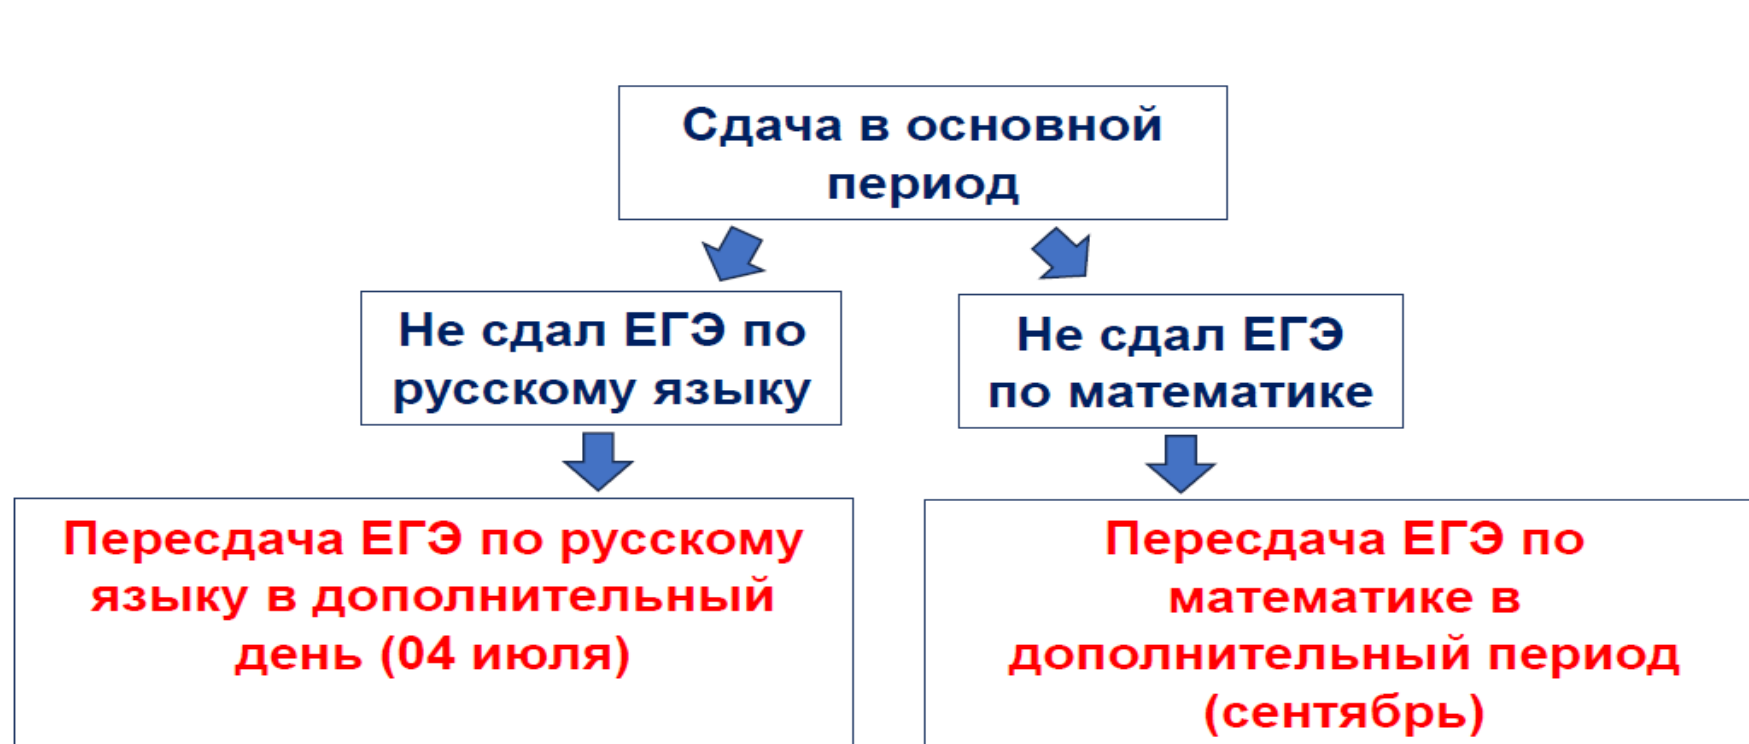 Сдача в основной
период
Не сдал ЕГЭ по
русскому языку
Не сдал ЕГЭ
по математике
Пересдача ЕГЭ по русскому
языку в дополнительный
день (04 июля)
Пересдача ЕГЭ по
математике в
дополнительный период
(сентябрь)